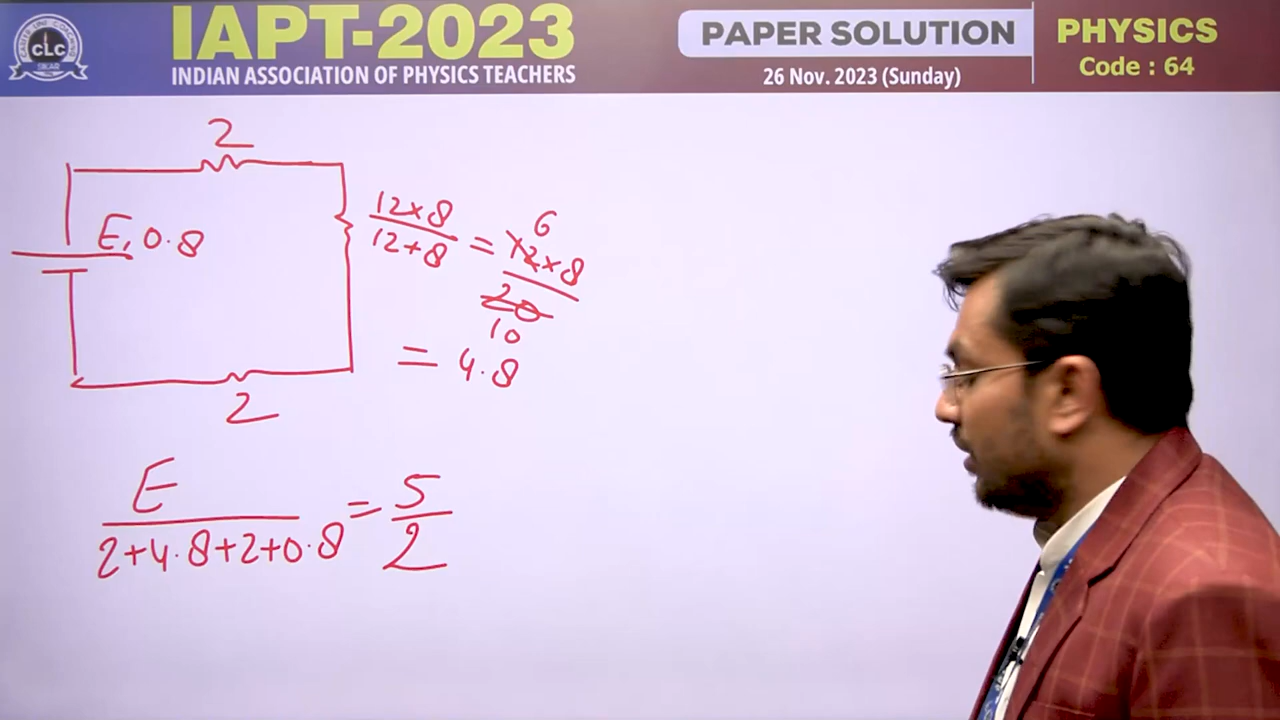 IAPT-2023
INDIAN ASSOCIATION OF PHYSICS TEACHERS
PAPER SOLUTION
26 Nov. 2023 (Sunday)
PHYSICS
Code : 64
CLC
2
E, 0.8
12×8
12+8
=
6
12×8
20
10
= 4.8
2
E
2+4.8+2+0.8
=
5
2